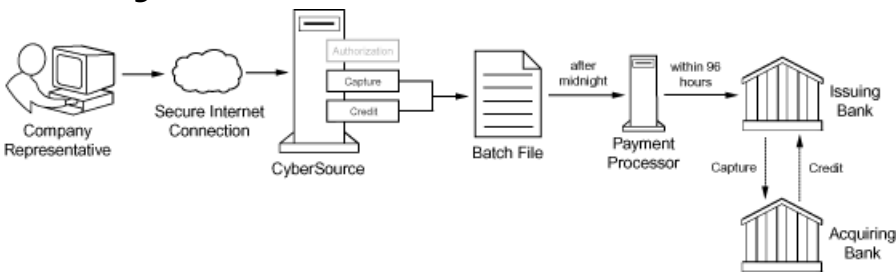 Authorization
Capture
Credit
after
midnight
within 96
hours
Company
Representative
Secure Internet
Connection
CyberSource
Batch File
Payment
Processor
Issuing
Bank
Capture
Credit
Acquiring
Bank